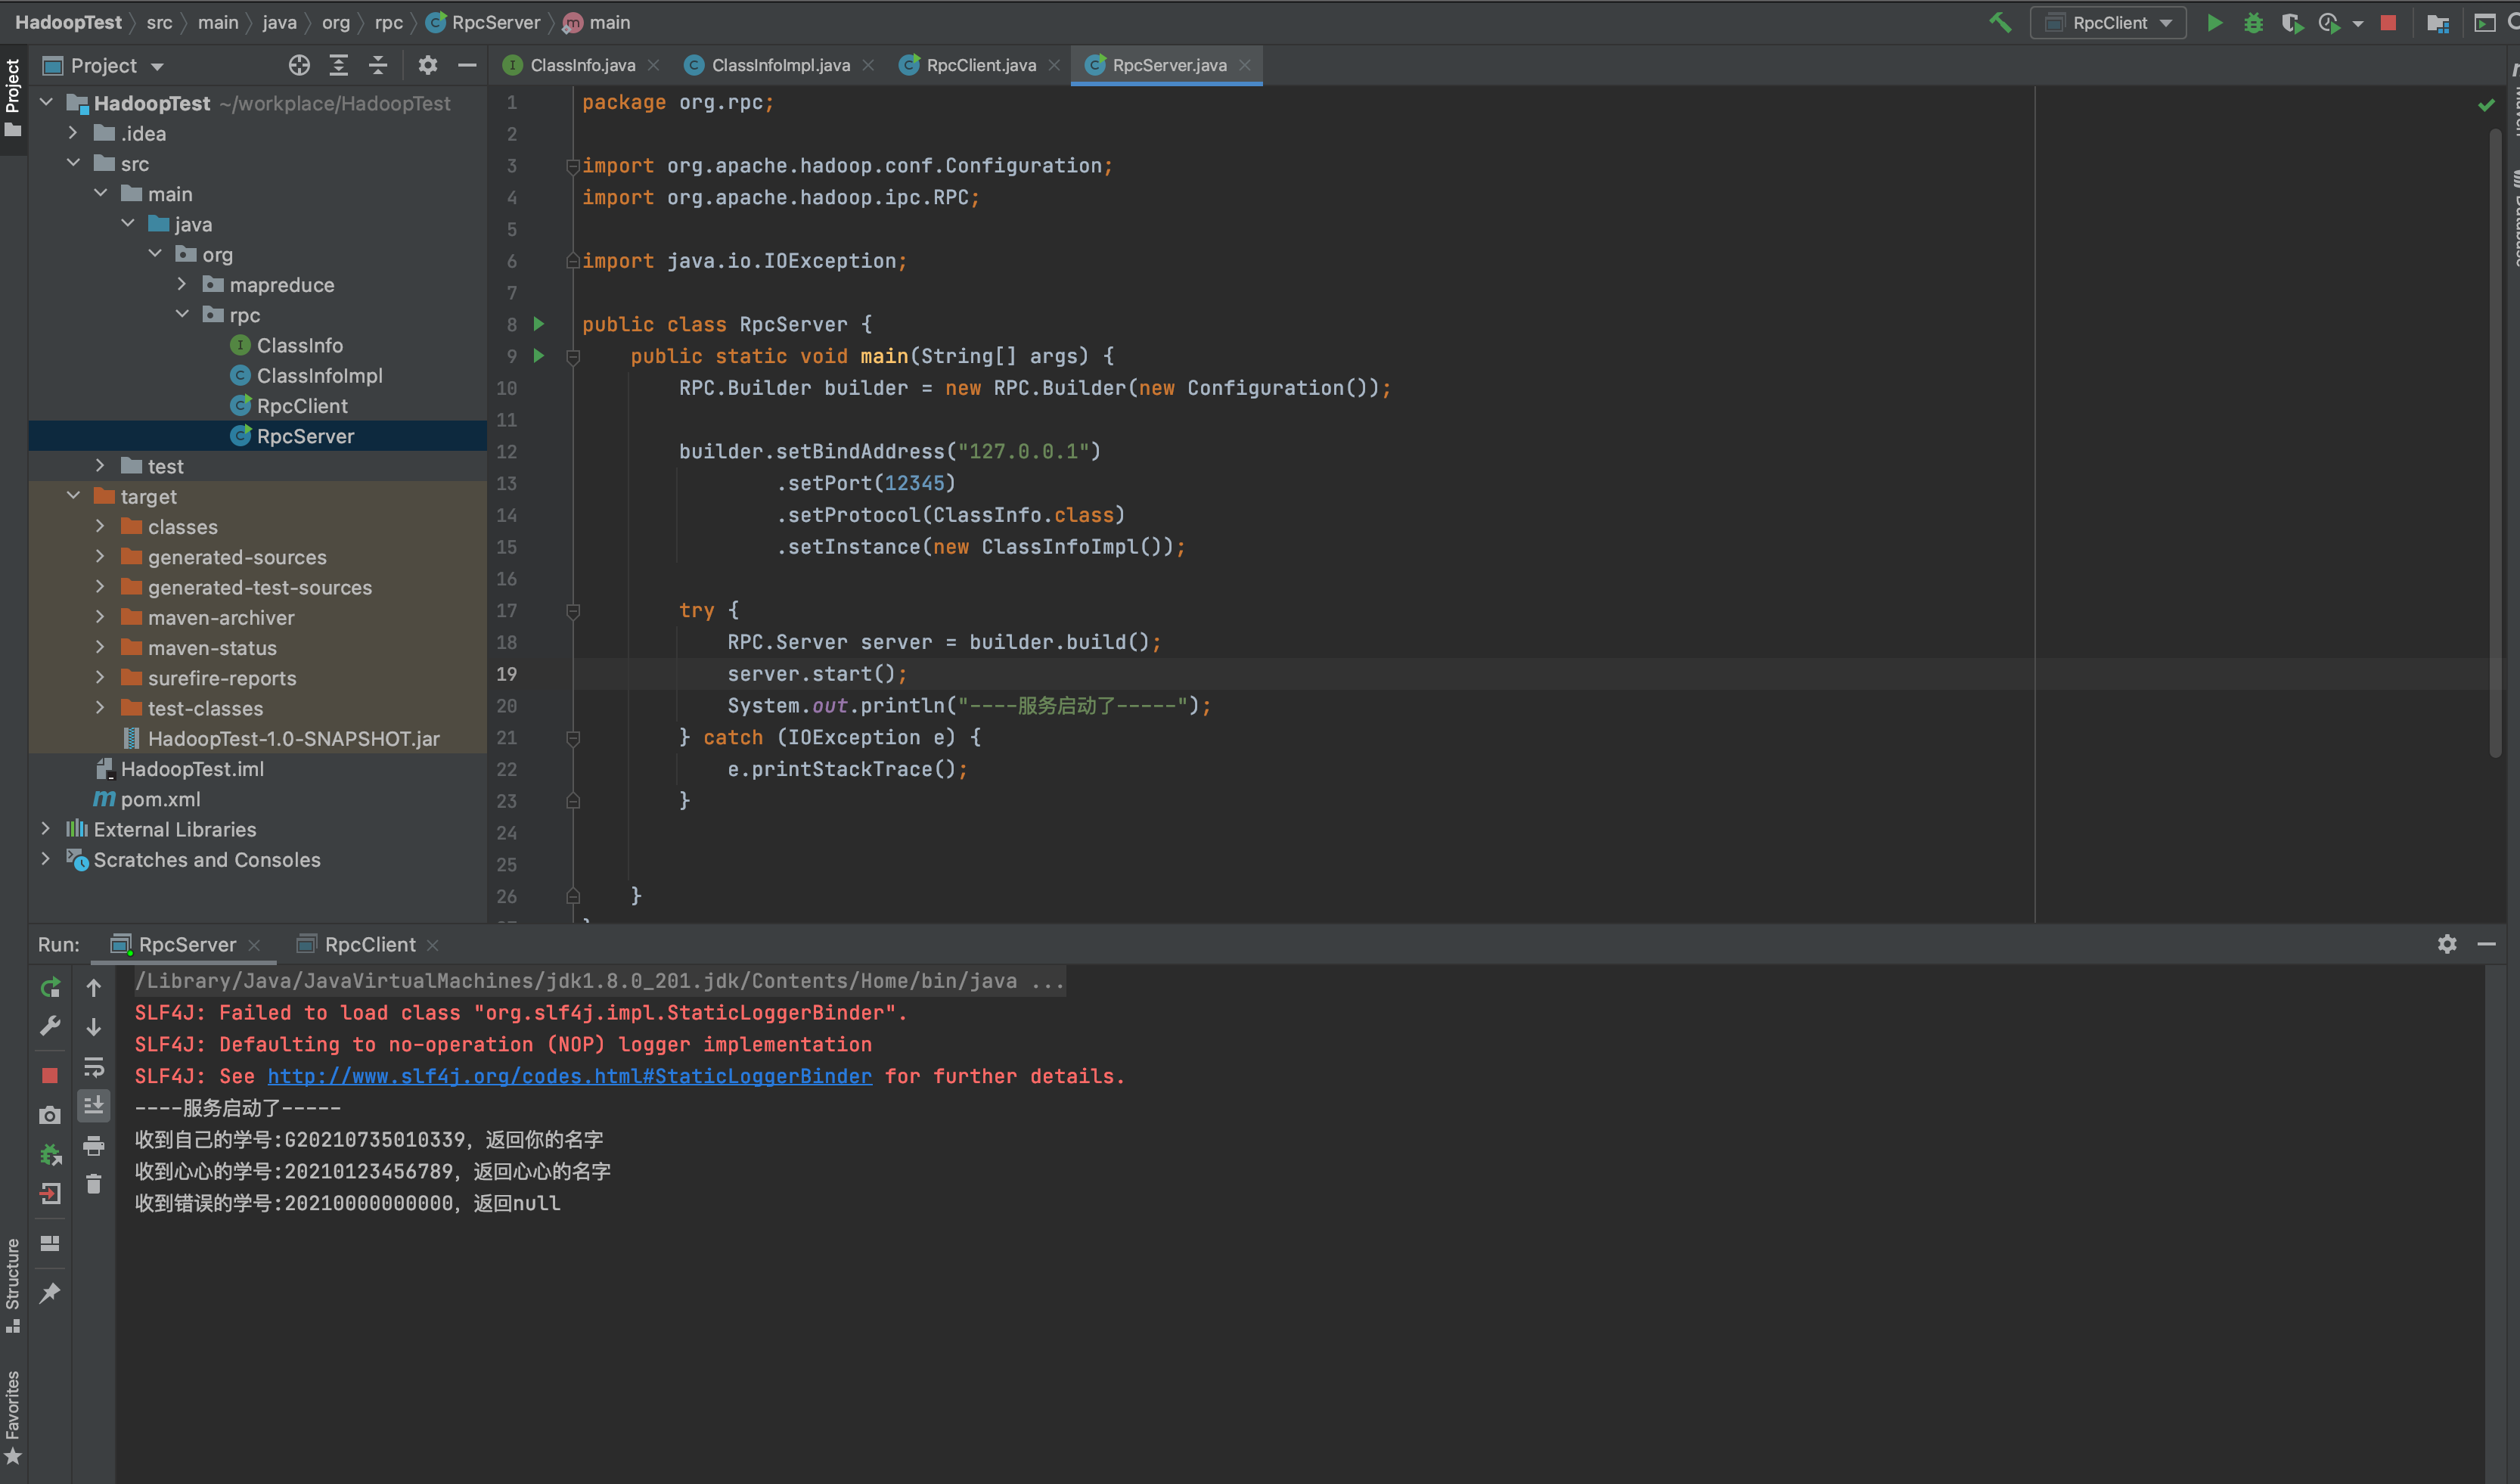 HadoopTest src main java org rpc RpcServer main
RpcClient
Project
Project
ClassInfo.java ClassInfoImpl.java RpcClient.java RpcServer.java
HadoopTest ~/workplace/HadoopTest
.idea
src
main
java
org
mapreduce
rpc
ClassInfo
ClassInfoImpl
RpcClient
RpcServer
test
target
classes
generated-sources
generated-test-sources
maven-archiver
maven-status
surefire-reports
test-classes
HadoopTest-1.0-SNAPSHOT.jar
HadoopTest.iml
pom.xml
External Libraries
Scratches and Consoles
1 package org.rpc;
2
3 import org.apache.hadoop.conf.Configuration;
4 import org.apache.hadoop.ipc.RPC;
5
6 import java.io.IOException;
7
8 public class RpcServer {
9 public static void main(String[] args) {
10 RPC.Builder builder = new RPC.Builder(new Configuration());
11
12 builder.setBindAddress("127.0.0.1")
13 .setPort(12345)
14 .setProtocol(ClassInfo.class)
15 .setInstance(new ClassInfoImpl());
16
17 try {
18 RPC.Server server = builder.build();
19 server.start();
20 System.out.println("----服务启动了-----");
21 } catch (IOException e) {
22 e.printStackTrace();
23 }
24
25
26 }
Run: RpcServer RpcClient
/Library/Java/JavaVirtualMachines/jdk1.8.0_201.jdk/Contents/Home/bin/java ...
SLF4J: Failed to load class "org.slf4j.impl.StaticLoggerBinder".
SLF4J: Defaulting to no-operation (NOP) logger implementation
SLF4J: See http://www.slf4j.org/codes.html#StaticLoggerBinder for further details.
----服务启动了-----
收到自己的学号:G20210735010339，返回你的名字
收到心心的学号:20210123456789，返回心心的名字
收到错误的学号:20210000000000，返回null
Structure
Favorites